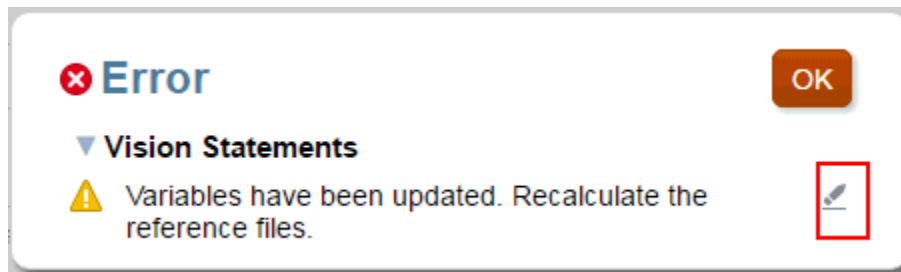 Error
OK
Vision Statements
Variables have been updated. Recalculate the
reference files.